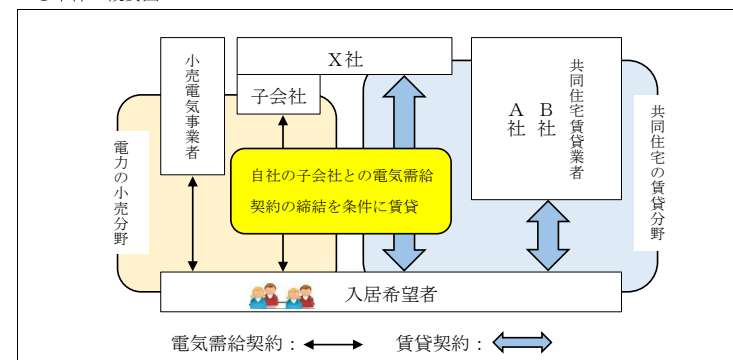 X社
小売電気事業者
子会社
共同住宅賃貸業者
A社
B社
電力の小売分野
共同住宅の賃貸分野
自社の子会社との電気需給
契約の締結を条件に賃貸
入居希望者
電気需給契約：
賃貸契約：